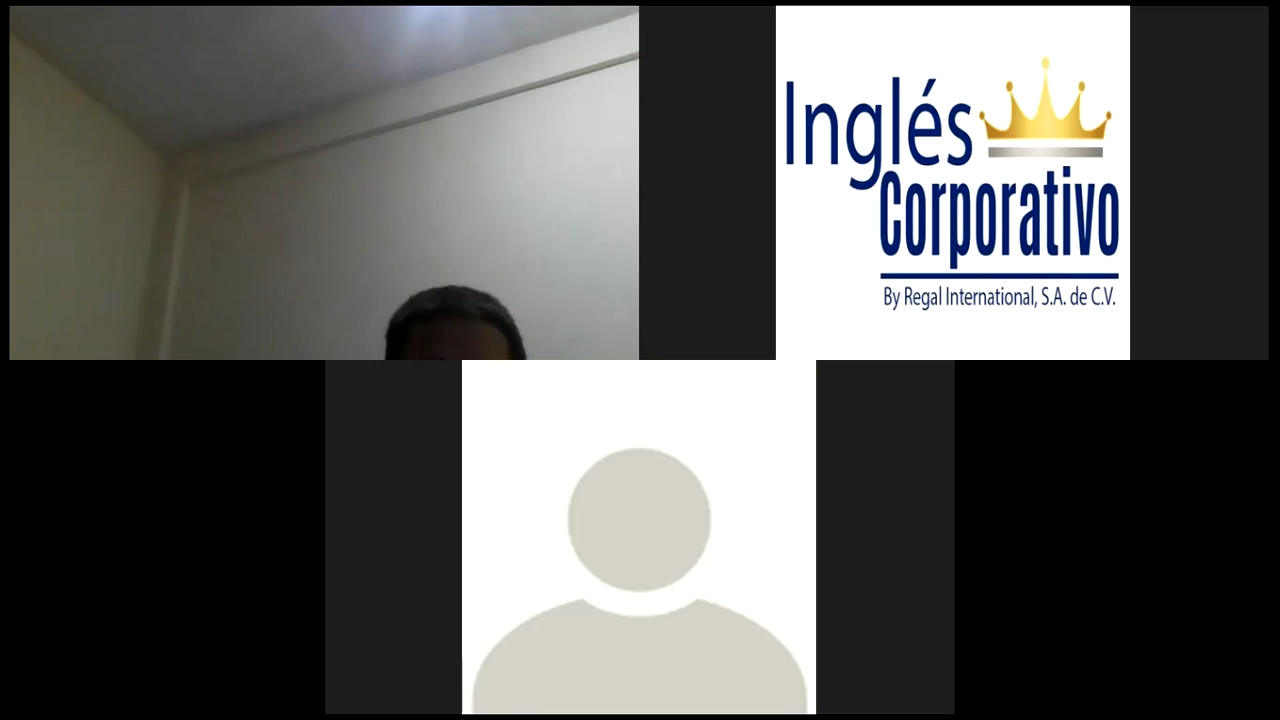 Inglés
Corporativo
By Regal International, S.A. de C.V.